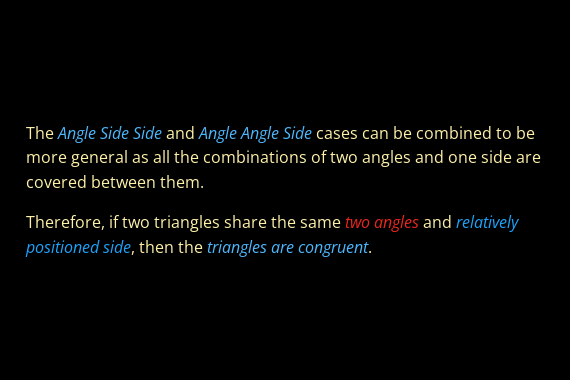 The Angle Side Side and Angle Angle Side cases can be combined to be
more general as all the combinations of two angles and one side are
covered between them.
Therefore, if two triangles share the same two angles and relatively
positioned side, then the triangles are congruent.